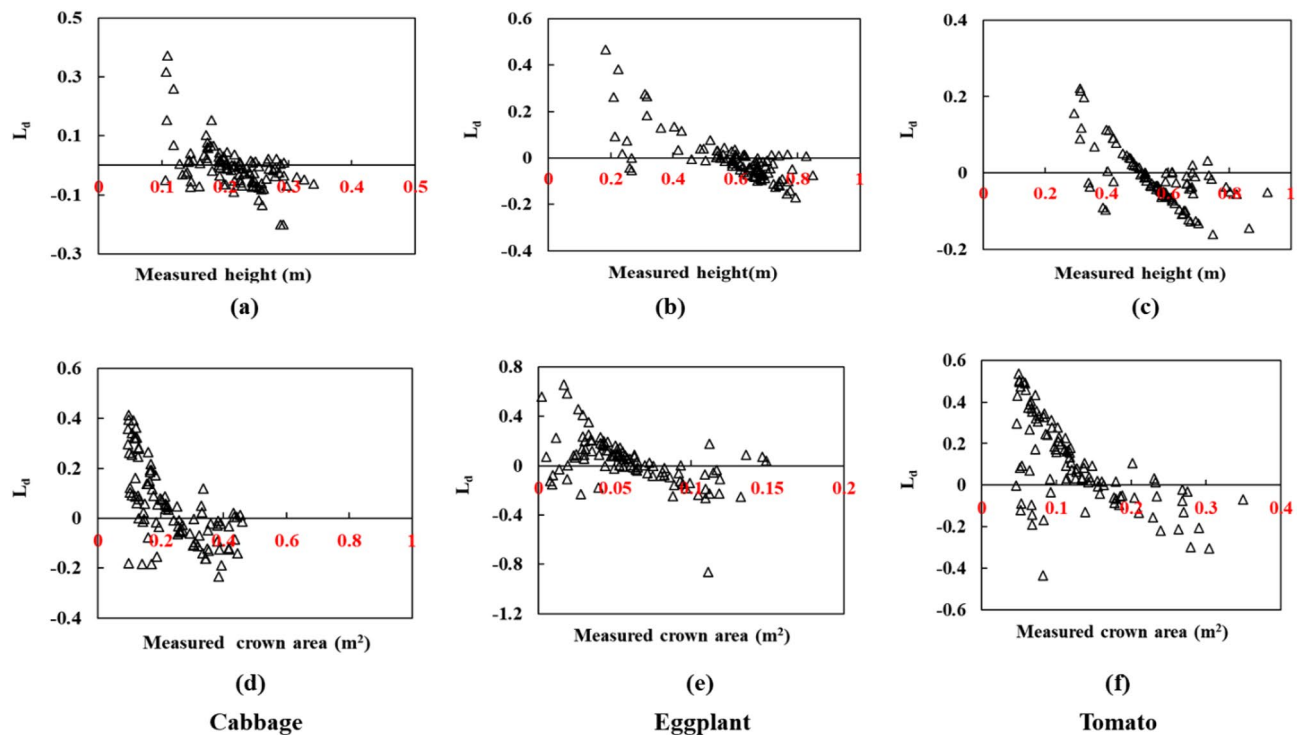 0.5
0.3
0.1
-0.1
-0.3
L_d
0 0.1 0.2 0.3 0.4 0.5
Measured height (m)
(a)
0.6
0.4
0.2
0
-0.2
-0.4
L_d
0 0.2 0.4 0.6 0.8 1
Measured height(m)
(b)
0.4
0.2
0
-0.2
L_d
0 0.2 0.4 0.6 0.8 1
Measured height (m)
(c)
0.6
0.4
0.2
0
-0.2
-0.4
L_d
0 0.2 0.4 0.6 0.8 1
Measured crown area (m²)
(d)
0.8
0.4
0
-0.4
-0.8
-1.2
L_d
0 0.05 0.1 0.15 0.2
Measured crown area (m²)
(e)
0.6
0.4
0.2
0
-0.2
-0.4
-0.6
L_d
0 0.1 0.2 0.3 0.4
Measured crown area (m²)
(f)
Cabbage Eggplant Tomato